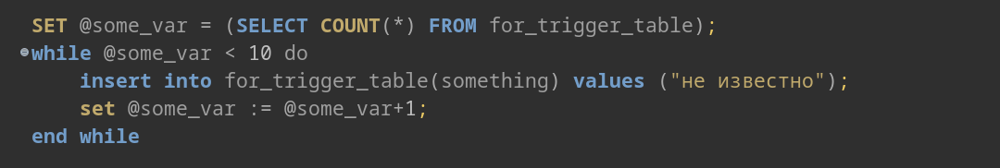 SET @some_var = (SELECT COUNT(*) FROM for_trigger_table);
while @some_var < 10 do
    insert into for_trigger_table(something) values ("не известно");
    set @some_var := @some_var+1;
end while